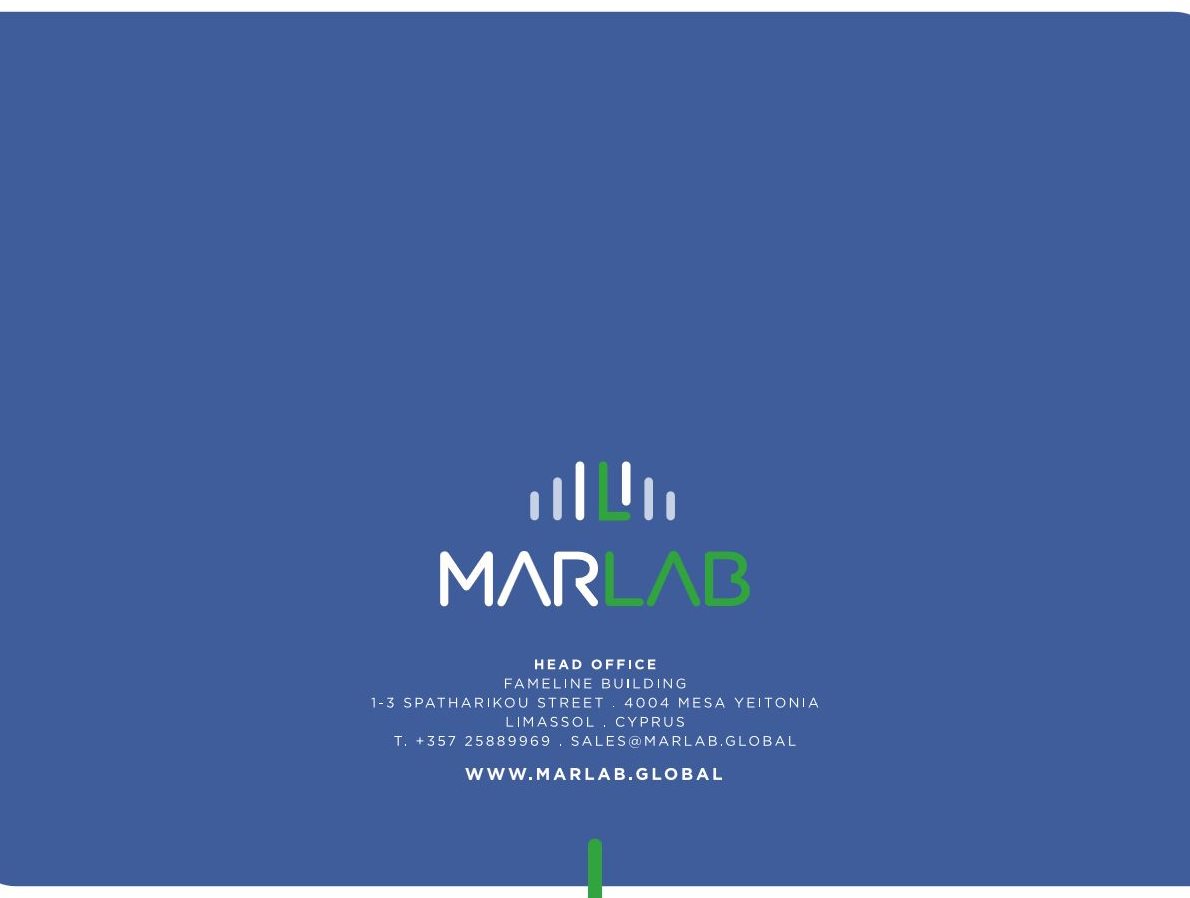 MARLAB
HEAD OFFICE
FAMELINE BUILDING
1-3 SPATHARIKOU STREET . 4004 MESA YEITONIA
LIMASSOL . CYPRUS
T. +357 25889969 . SALES@MARLAB.GLOBAL
WWW.MARLAB.GLOBAL